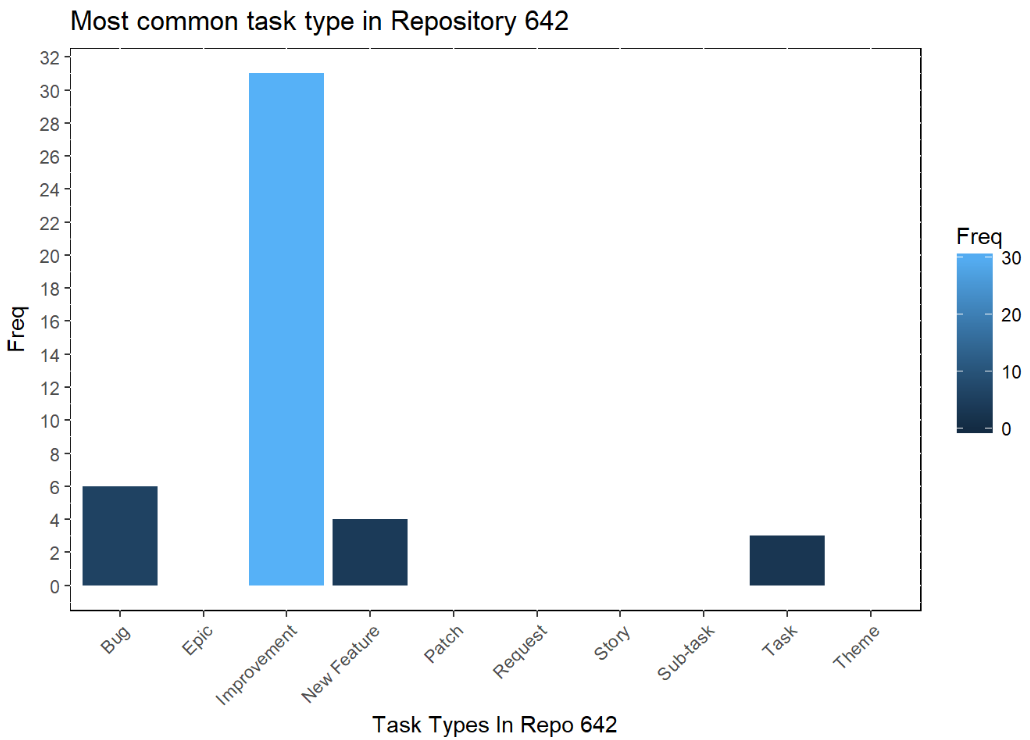 Most common task type in Repository 642
32
30
28
26
24
22
20
18
16
14
12
10
8
6
4
2
0
Freq
Bug
Epic
Improvement
New Feature
Patch
Request
Story
Sub-task
Task
Theme
Task Types In Repo 642
Freq
30
20
10
0